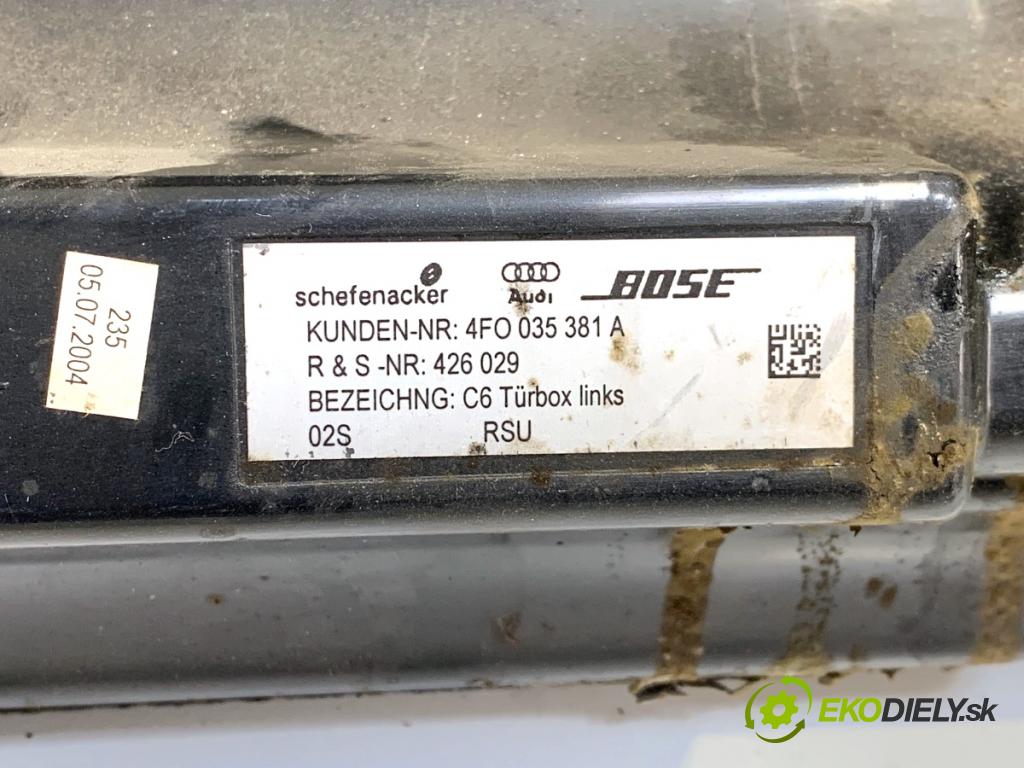 235
05.07.2004
schefenacker
Audi
BOSE
KUNDEN-NR: 4FO 035 381 A
R & S -NR: 426 029
BEZEICHNG: C6 Türbox links
02S RSU
EKODIELY.sk